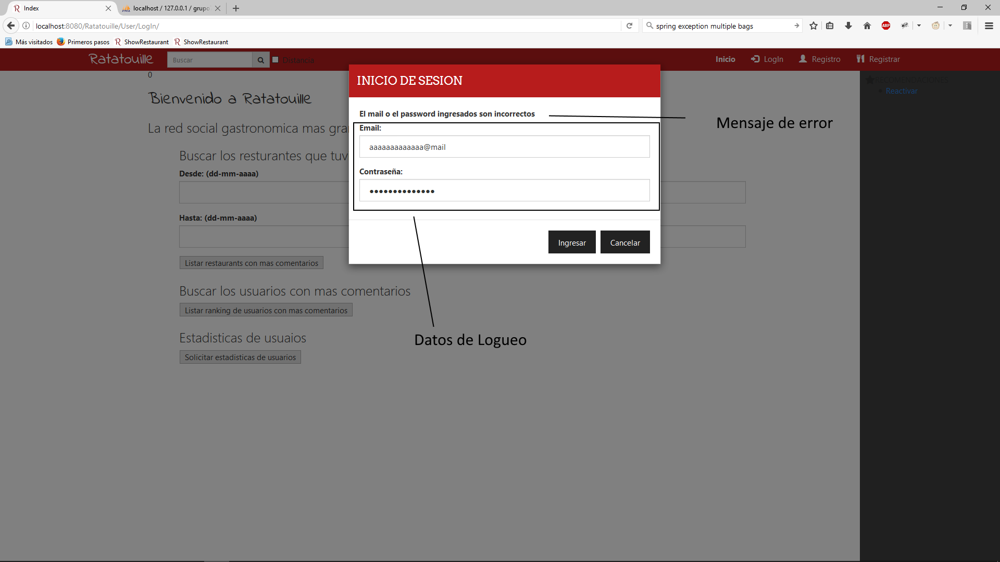 Index
localhost / 127.0.0.1 / grupo
localhost:8080/Ratatouille/User/LogIn/
spring exception multiple bags
ABP
Más visitados
Primeros pasos
ShowRestaurant
ShowRestaurant
Ratatouille
Buscar
Distancia
Inicio
LogIn
Registro
Registrar
0
RECOMENDACIONES
Reactivar
Bienvenido a Ratatouille
La red social gastronomica mas gra
Buscar los resturantes que tuv
Desde: (dd-mm-aaaa)
Hasta: (dd-mm-aaaa)
Listar restaurants con mas comentarios
Buscar los usuarios con mas comentarios
Listar ranking de usuarios con mas comentarios
Estadisticas de usuaios
Solicitar estadísticas de usuarios
INICIO DE SESION
El mail o el password ingresados son incorrectos
Email:
aaaaaaaaaaaaa@mail
Contraseña:
••••••••••••••
Ingresar
Cancelar
Mensaje de error
Datos de Logueo